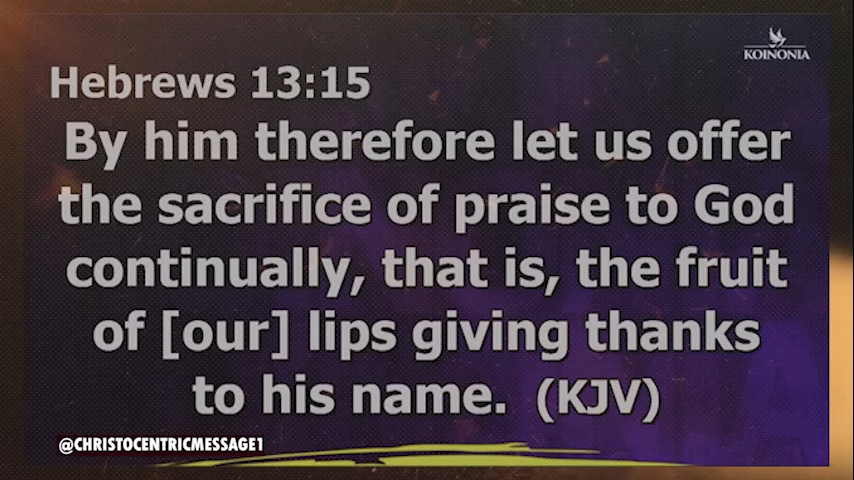 KOINONIA
Hebrews 13:15
By him therefore let us offer
the sacrifice of praise to God
continually, that is, the fruit
of [our] lips giving thanks
to his name. (KJV)
@CHRISTOCENTRICMESSAGE1